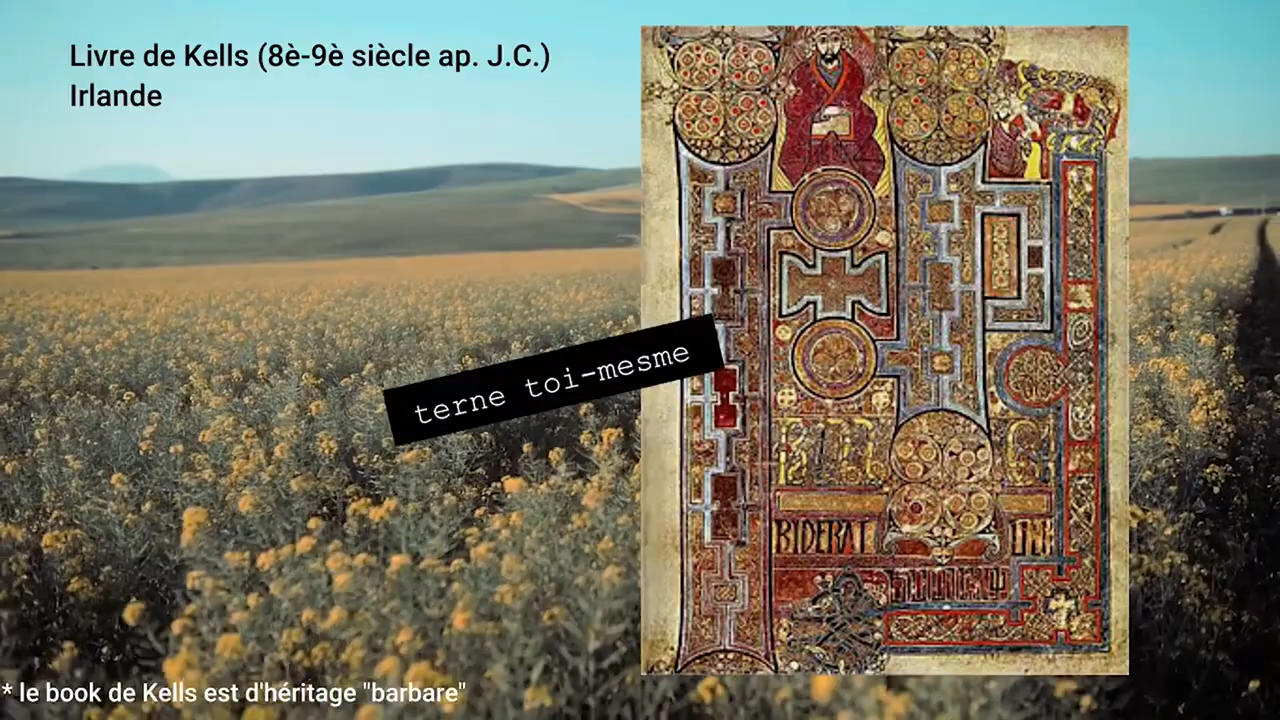 Livre de Kells (8è-9è siècle ap. J.C.)
Irlande
terne toi-mesme
* le book de Kells est d'héritage "barbare"